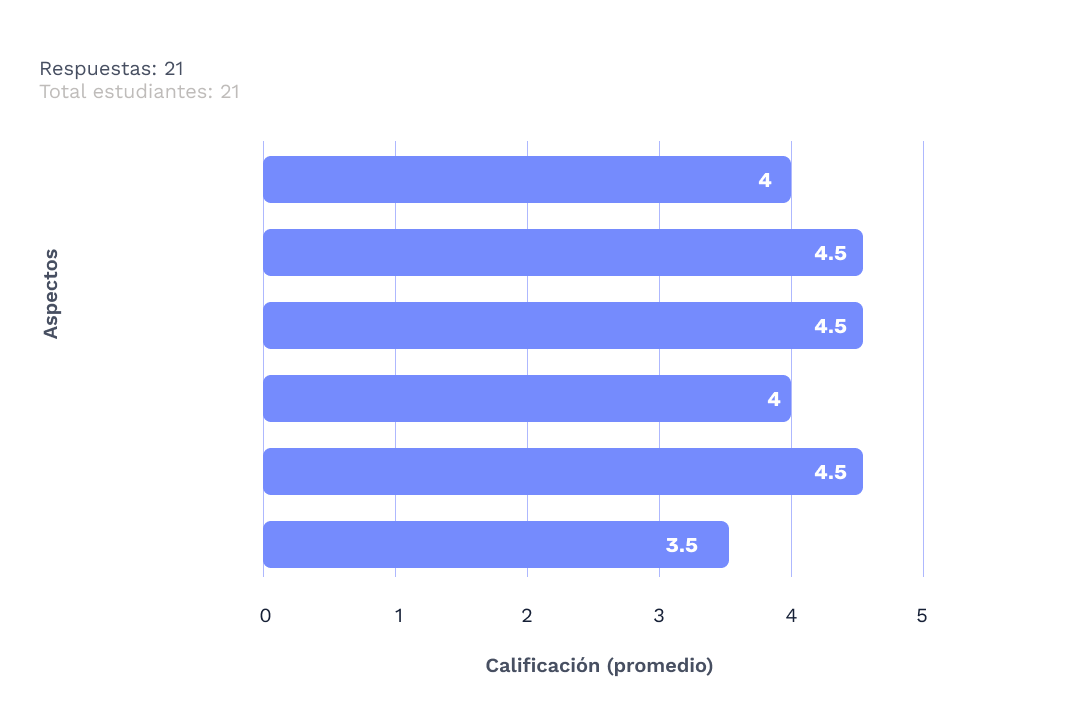 Respuestas: 21
Total estudiantes: 21
Aspectos
4
4.5
4.5
4
4.5
3.5
0 1 2 3 4 5
Calificación (promedio)